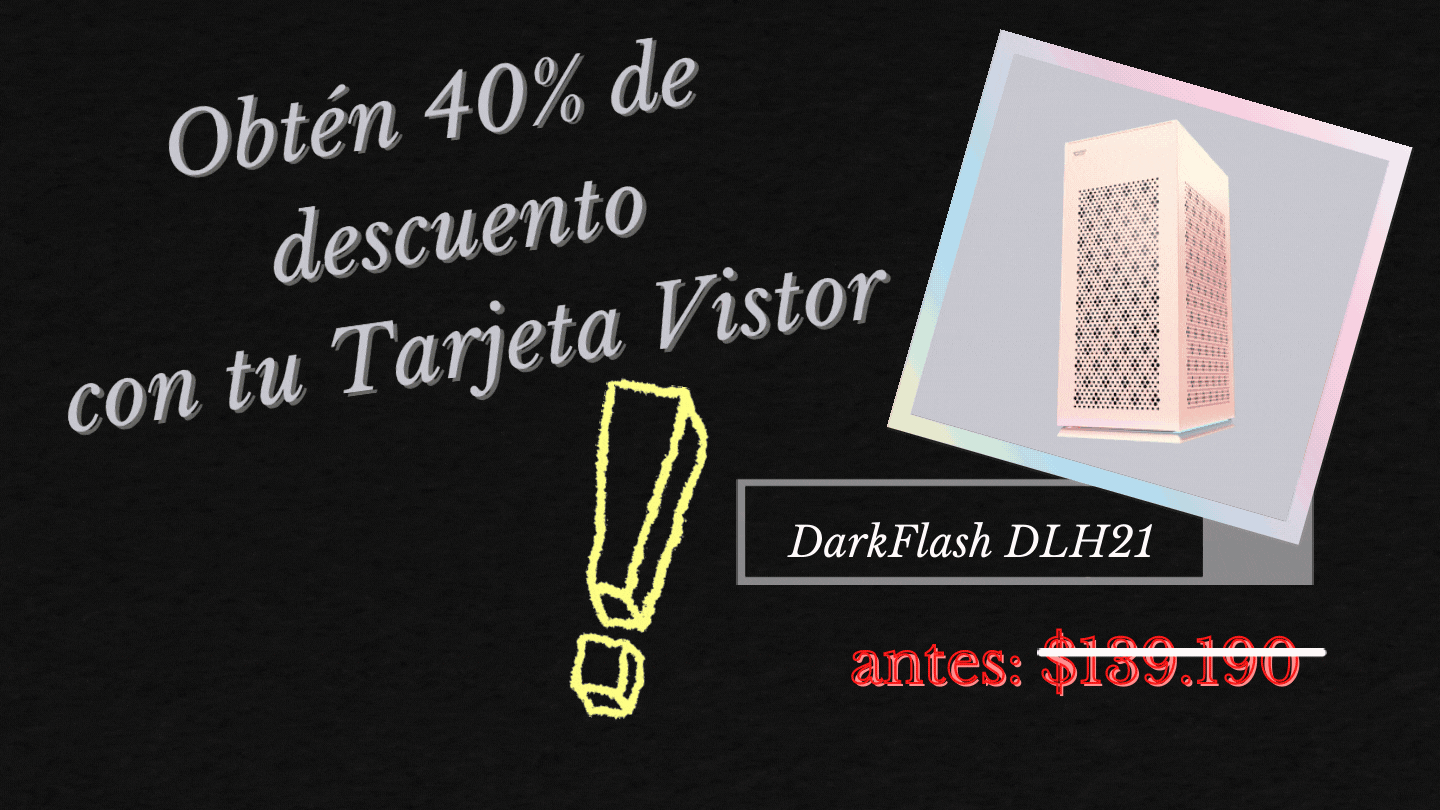 Obtén 40% de
descuento
con tu Tarjeta Vistor
DarkFlash DLH21
antes: $139.190